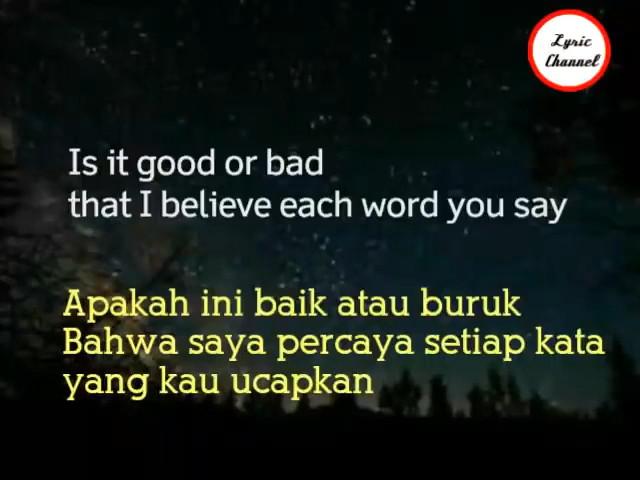 Lyric
Channel
Is it good or bad
that I believe each word you say
Apakah ini baik atau buruk
Bahwa saya percaya setiap kata
yang kau ucapkan